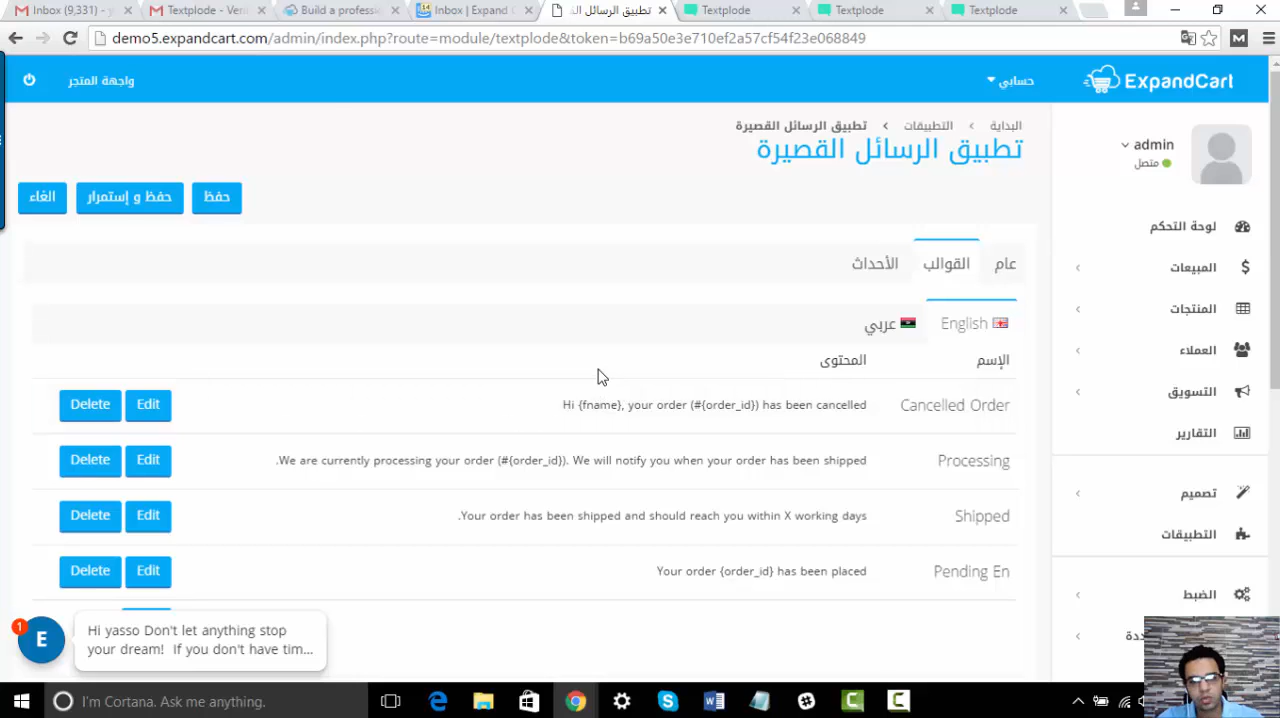 Inbox (9,331) - y
Textplode - Veri
Build a profession
Inbox | Expand
تطبيق الرسائل الق
Textplode
Textplode
Textplode
demo5.expandcart.com/admin/index.php?route=module/textplode&token=b69a50e3e710ef2a57cf54f23e068849
ExpandCart
حسابي
واجهة المتجر
admin
متصل
البداية › التطبيقات › تطبيق الرسائل القصيرة
تطبيق الرسائل القصيرة
حفظ
حفظ و إستمرار
الغاء
لوحة التحكم
المبيعات
المنتجات
العملاء
التسويق
التقارير
تصميم
التطبيقات
الضبط
عام
القوالب
الأحداث
English
عربي
الإسم
المحتوى
Cancelled Order
Hi {fname}, your order (#{order_id}) has been cancelled
Edit
Delete
Processing
.We are currently processing your order (#{order_id}). We will notify you when your order has been shipped
Edit
Delete
Shipped
.Your order has been shipped and should reach you within X working days
Edit
Delete
Pending En
Your order {order_id} has been placed
Edit
Delete
1
E
Hi yasso Don't let anything stop
your dream! If you don't have tim...
I'm Cortana. Ask me anything.